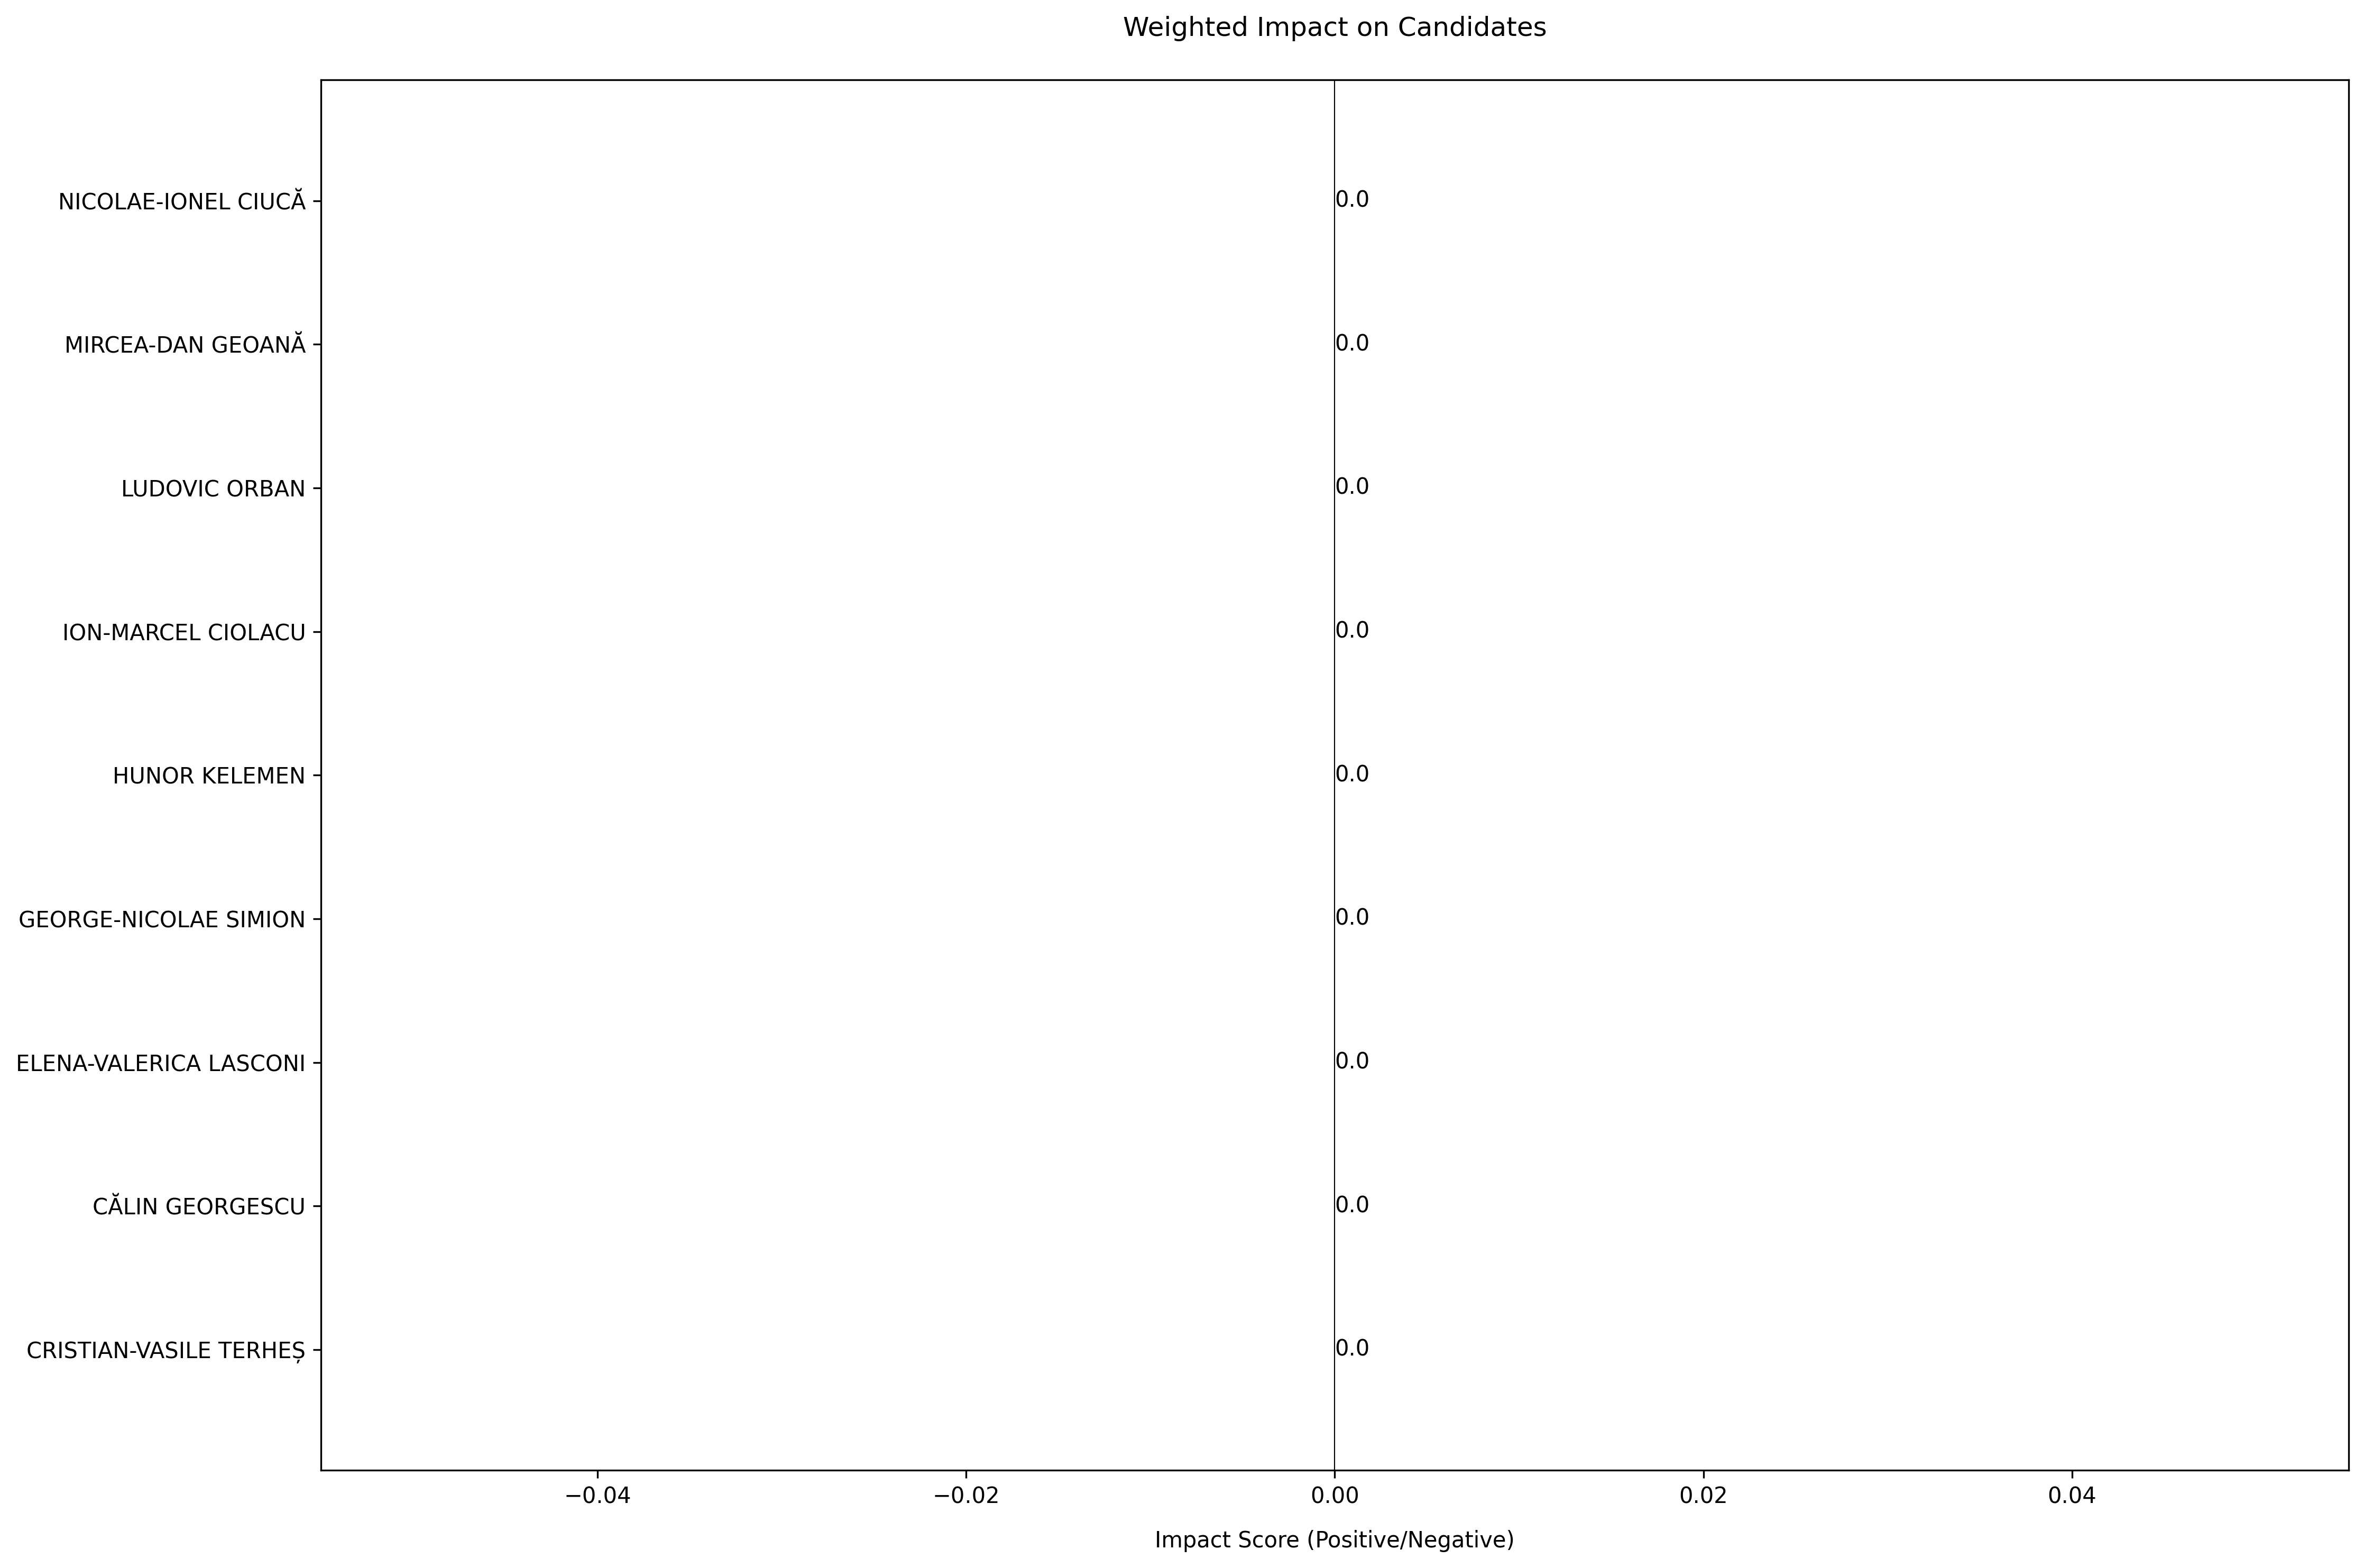 Weighted Impact on Candidates
NICOLAE-IONEL CIUCĂ 0.0
MIRCEA-DAN GEOANĂ 0.0
LUDOVIC ORBAN 0.0
ION-MARCEL CIOLACU 0.0
HUNOR KELEMEN 0.0
GEORGE-NICOLAE SIMION 0.0
ELENA-VALERICA LASCONI 0.0
CĂLIN GEORGESCU 0.0
CRISTIAN-VASILE TERHEȘ 0.0
−0.04 −0.02 0.00 0.02 0.04
Impact Score (Positive/Negative)